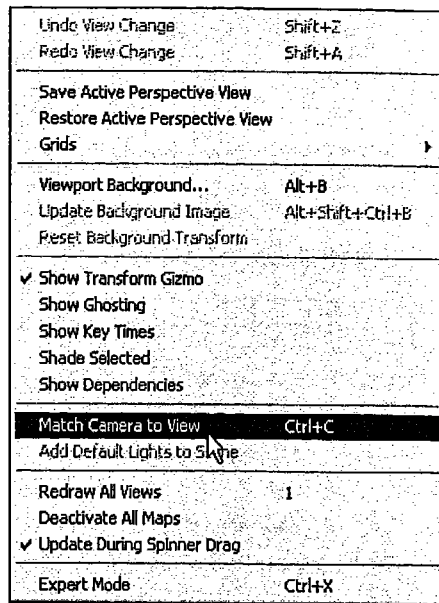 Undo View Change Shift+Z
Redo View Change Shift+A
Save Active Perspective View
Restore Active Perspective View
Grids
Viewport Background... Alt+B
Update Background Image Alt+Shift+Ctrl+B
Reset Background Transform
Show Transform Gizmo
Show Ghosting
Show Key Times
Shade Selected
Show Dependencies
Match Camera to View Ctrl+C
Add Default Lights to Scene
Redraw All Views 1
Deactivate All Maps
Update During Spinner Drag
Expert Mode Ctrl+X